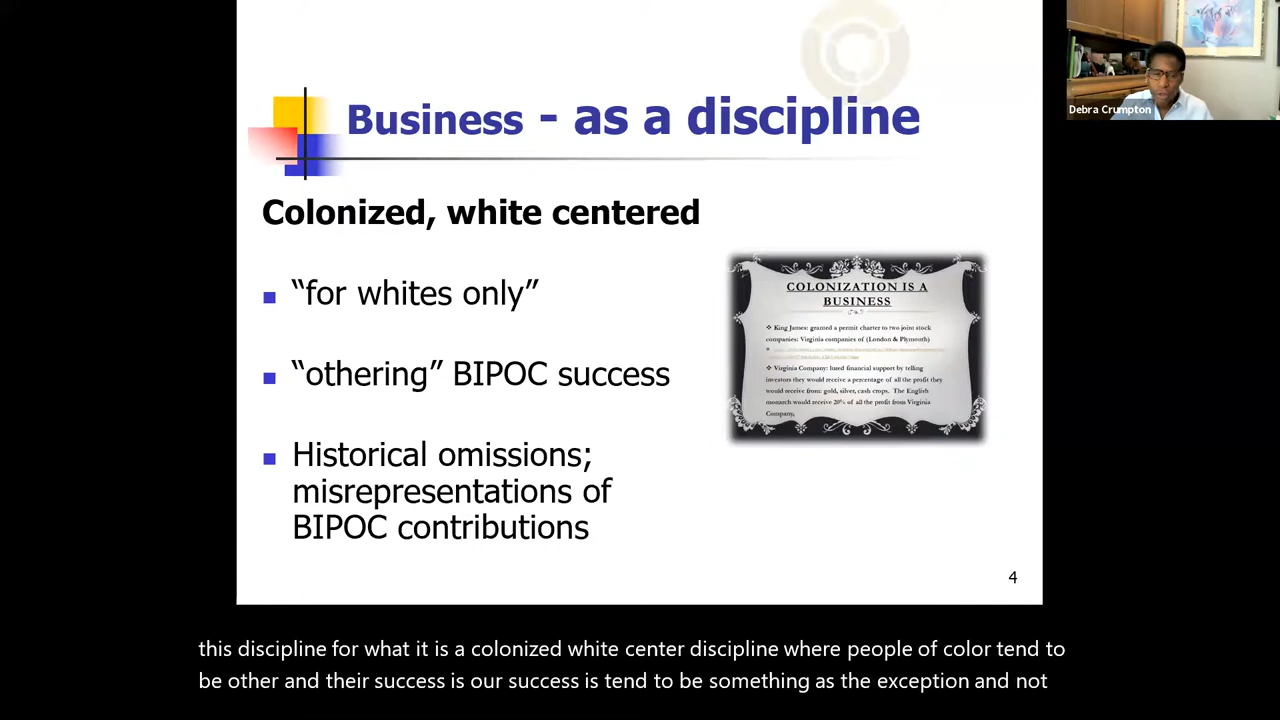 Business - as a discipline
Debra Crumpton
Colonized, white centered
“for whites only”
“othering” BIPOC success
Historical omissions;
misrepresentations of
BIPOC contributions
COLONIZATION IS A
BUSINESS
King James: granted a permit charter to two joint stock
companies: Virginia companies of (London & Plymouth)
Virginia Company: lured financial support by telling
investors they would receive a percentage of all the profit they
would receive from: gold, silver, cash crops. The English
monarch would receive 20% of all the profit from Virginia
Company.
4
this discipline for what it is a colonized white center discipline where people of color tend to
be other and their success is our success is tend to be something as the exception and not